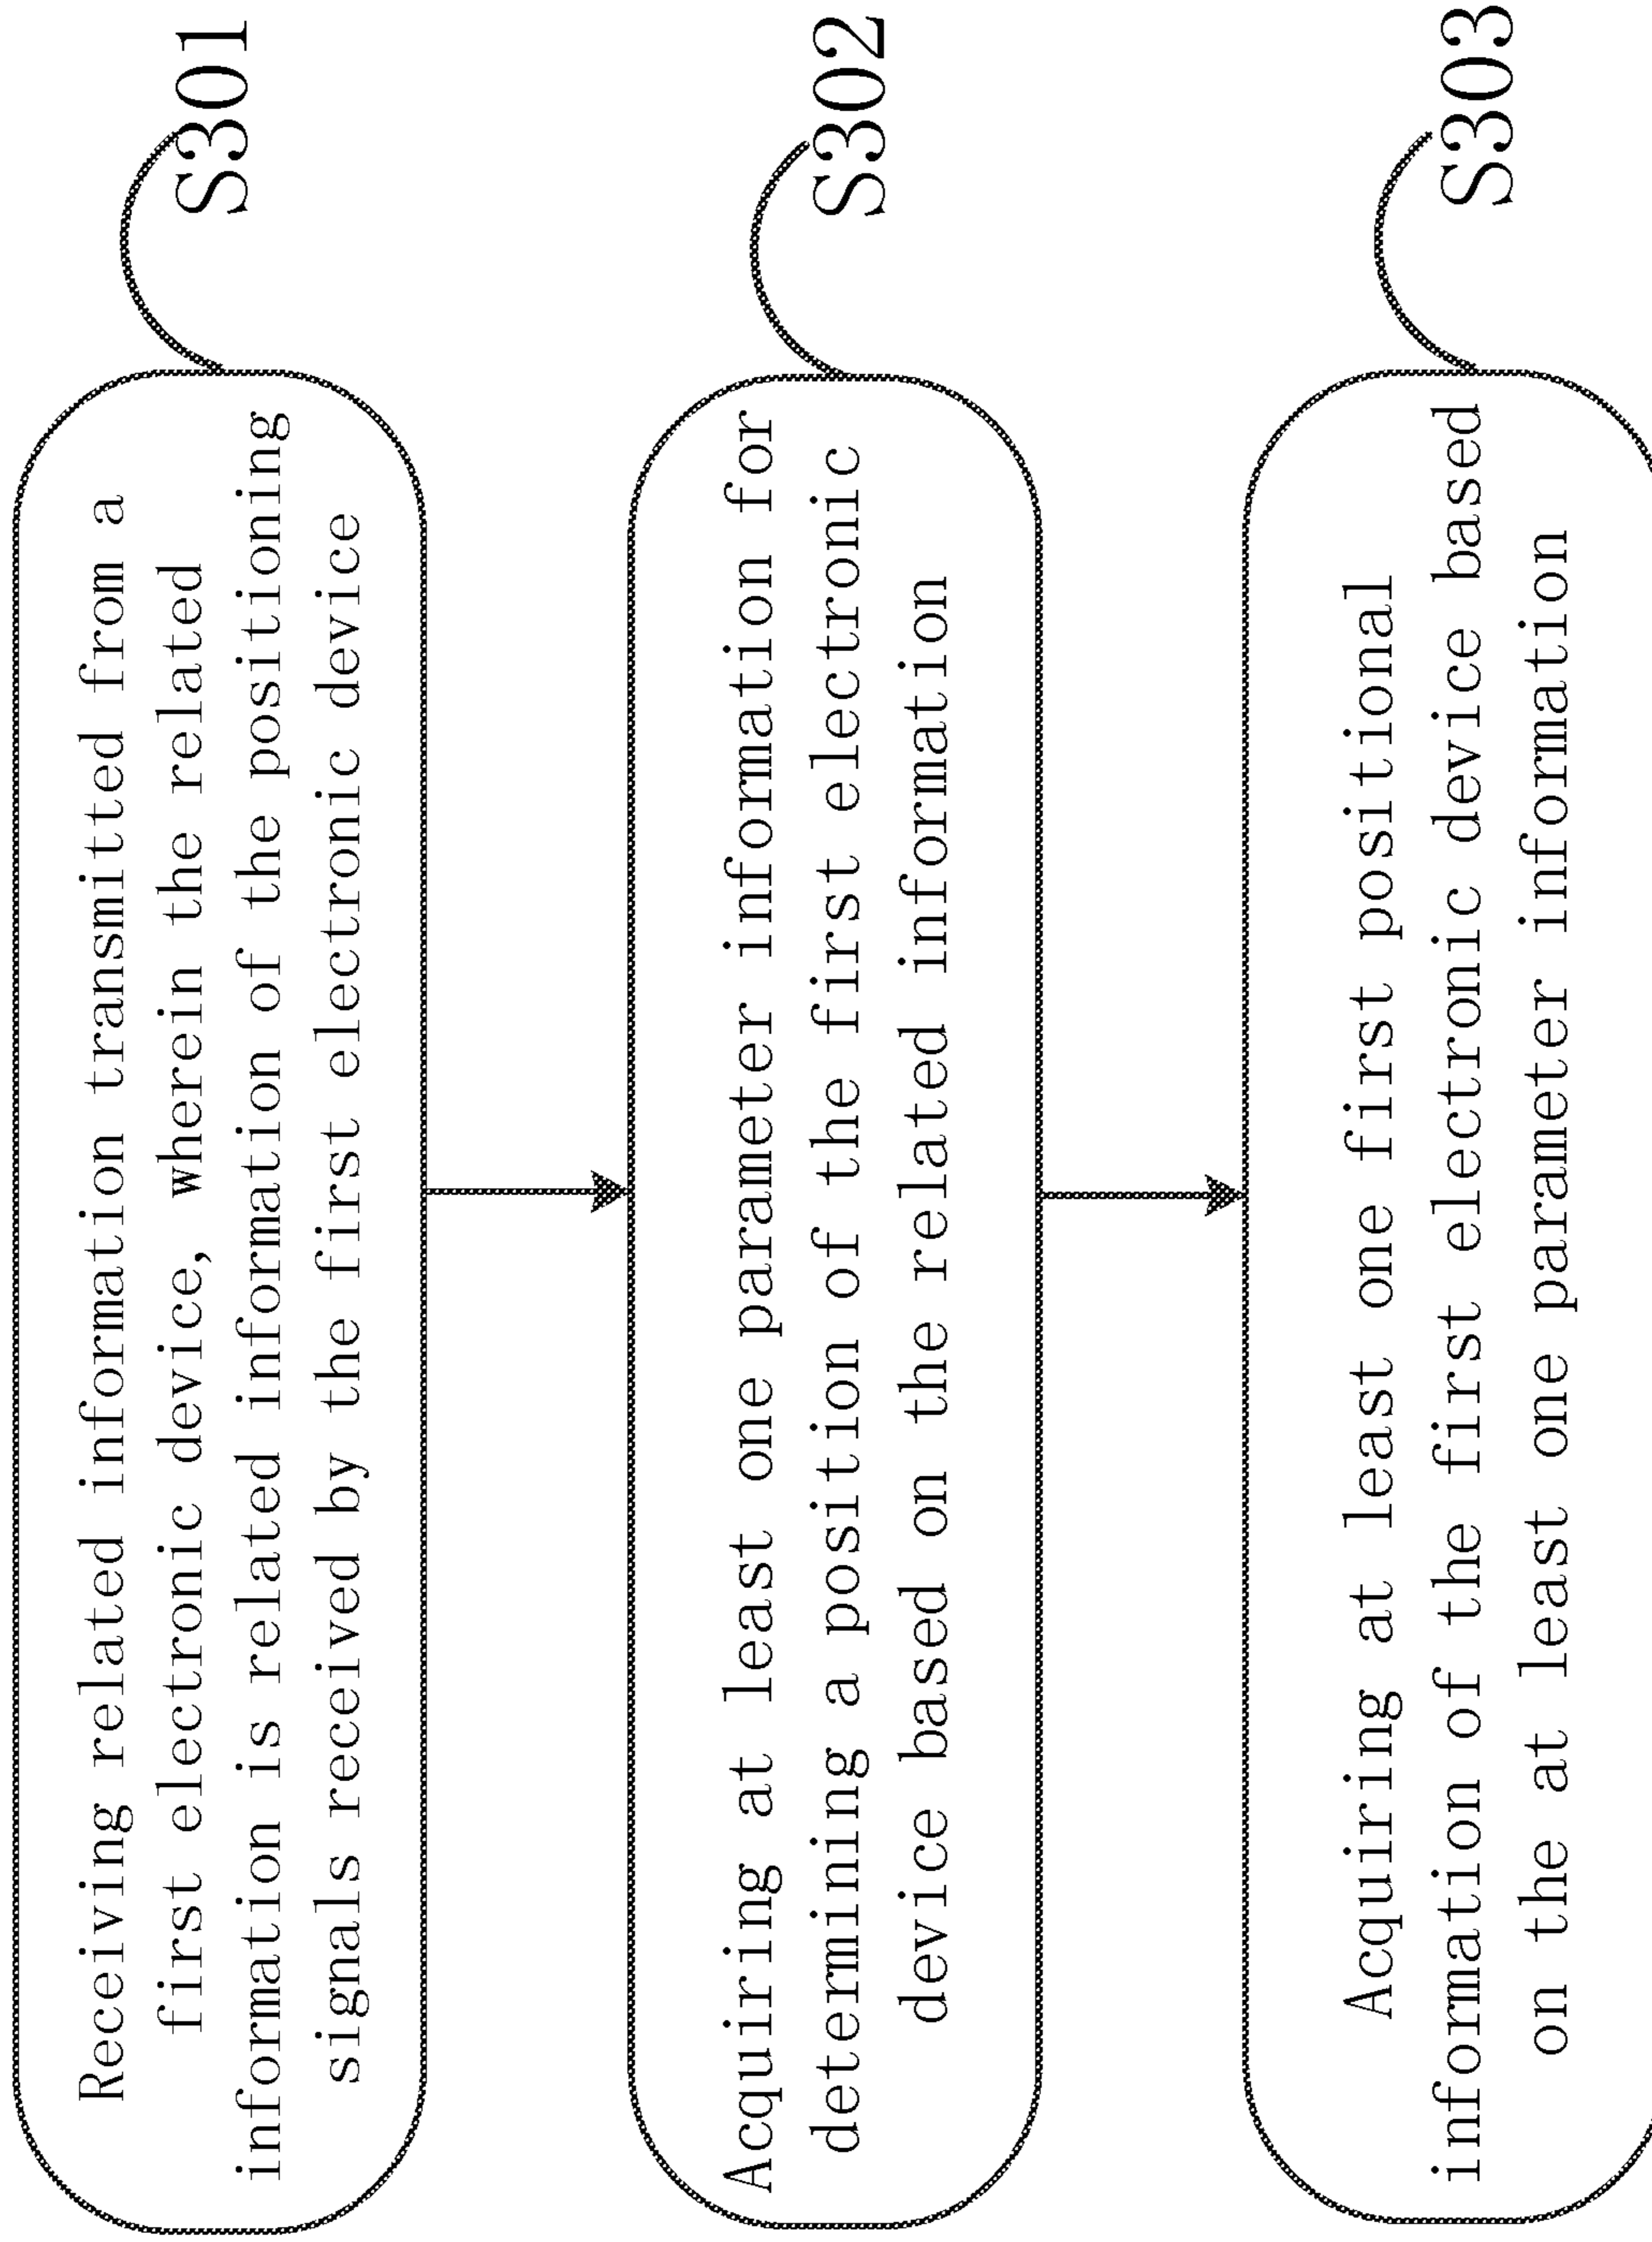 Receiving related information transmitted from a
first electronic device, wherein the related
information is related information of the positioning
signals received by the first electronic device
S301
Acquiring at least one parameter information for
determining a position of the first electronic
device based on the related information
S302
Acquiring at least one first positional
information of the first electronic device based
on the at least one parameter information
S303